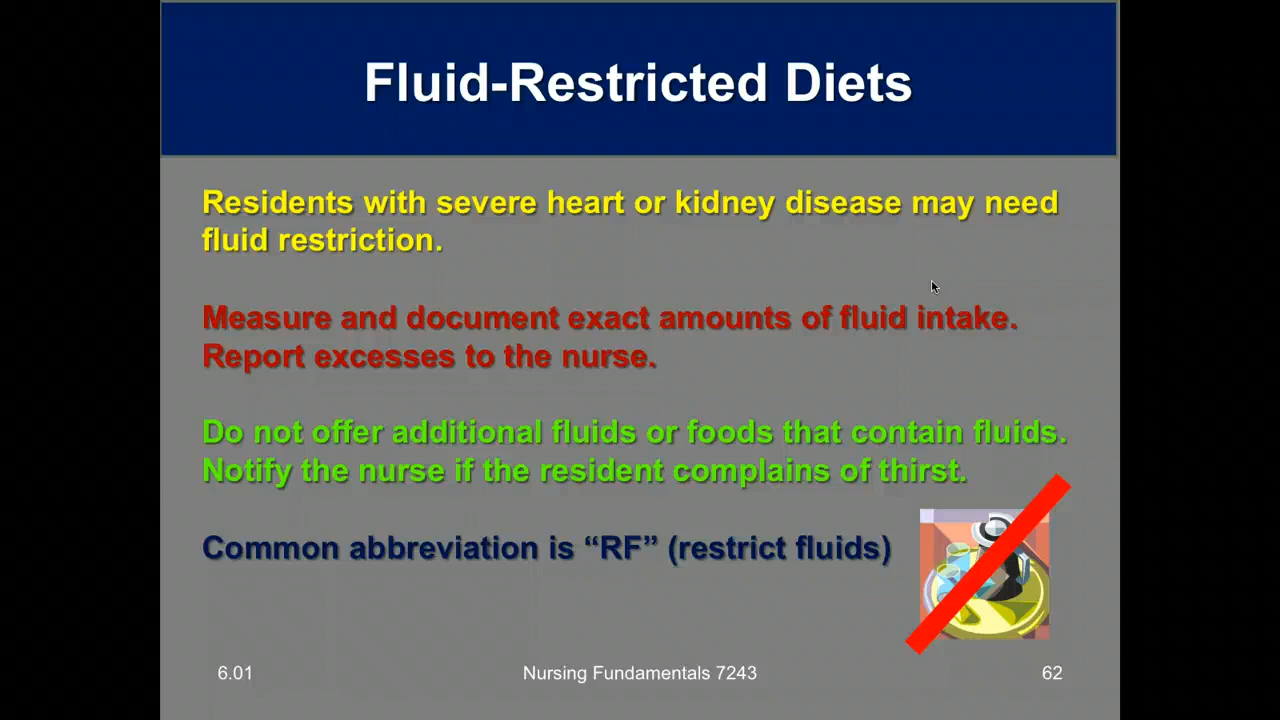 Fluid-Restricted Diets
Residents with severe heart or kidney disease may need
fluid restriction.
Measure and document exact amounts of fluid intake.
Report excesses to the nurse.
Do not offer additional fluids or foods that contain fluids.
Notify the nurse if the resident complains of thirst.
Common abbreviation is “RF” (restrict fluids)
6.01
Nursing Fundamentals 7243
62